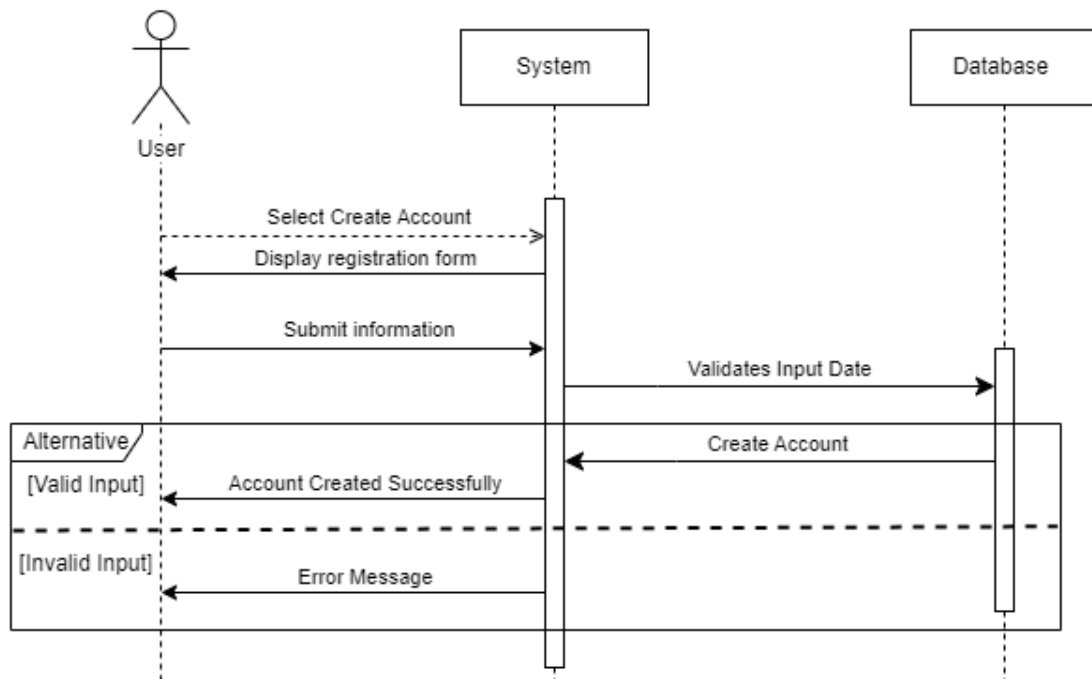 System
Database
User
Select Create Account
Display registration form
Submit information
Validates Input Date
Alternative
Create Account
[Valid Input]
Account Created Successfully
[Invalid Input]
Error Message